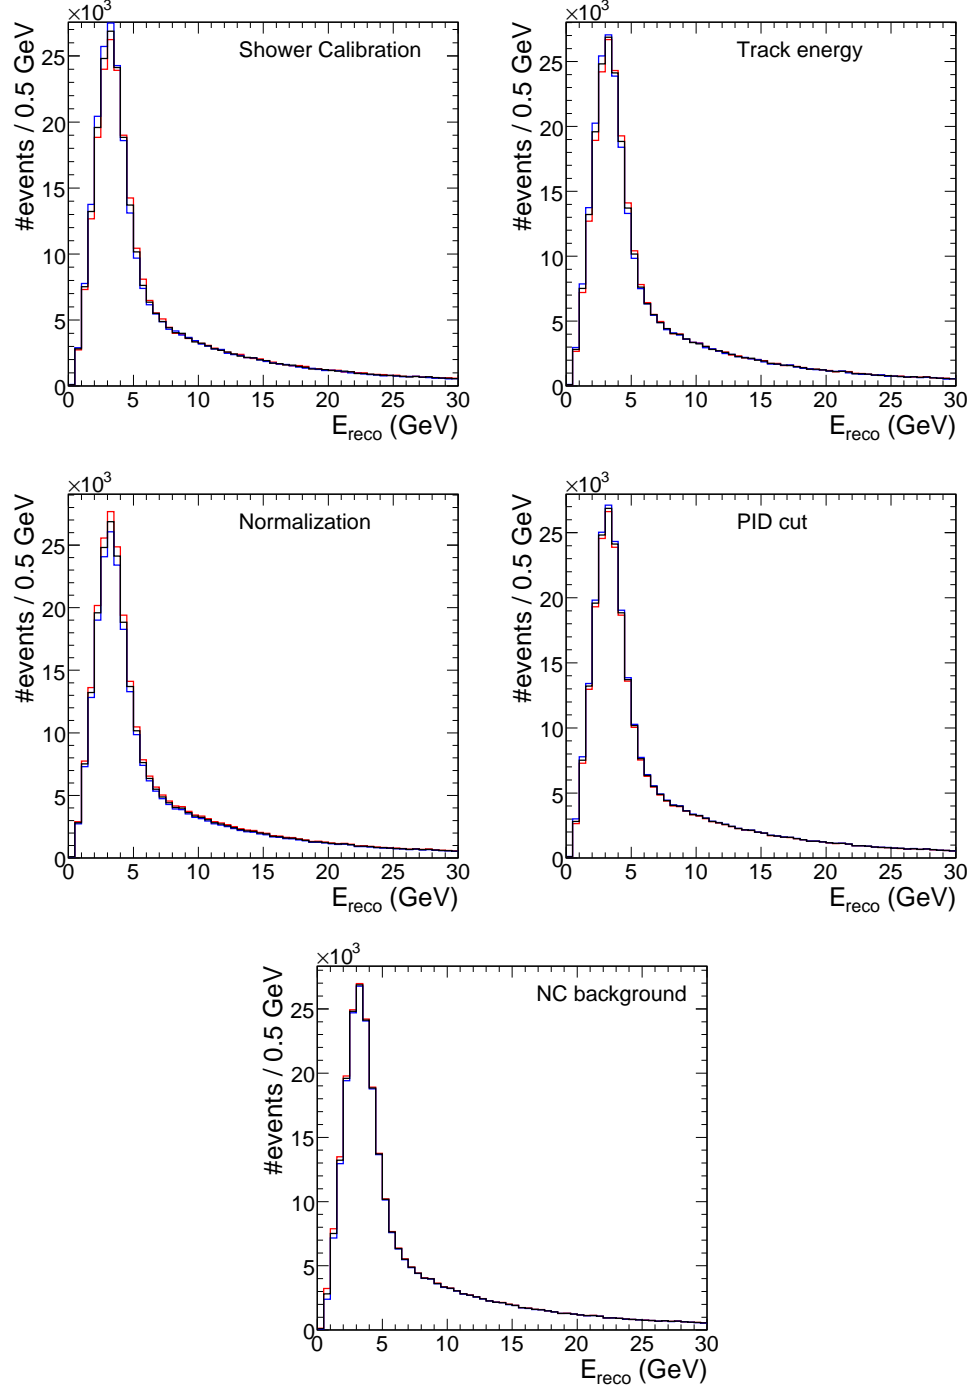 ×10³
Shower Calibration
#events / 0.5 GeV
25
20
15
10
5
0
0 5 10 15 20 25 30
E_reco (GeV)
×10³
Track energy
#events / 0.5 GeV
25
20
15
10
5
0
0 5 10 15 20 25 30
E_reco (GeV)
×10³
Normalization
#events / 0.5 GeV
25
20
15
10
5
0
0 5 10 15 20 25 30
E_reco (GeV)
×10³
PID cut
#events / 0.5 GeV
25
20
15
10
5
0
0 5 10 15 20 25 30
E_reco (GeV)
×10³
NC background
#events / 0.5 GeV
25
20
15
10
5
0
0 5 10 15 20 25 30
E_reco (GeV)